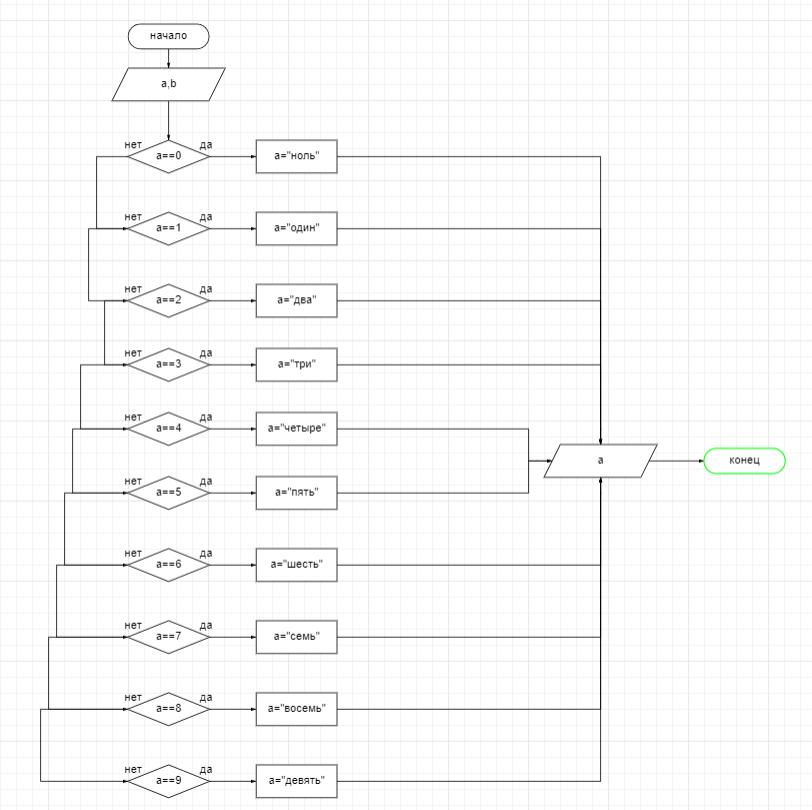 начало
a,b
нет
да
a==0
a="ноль"
нет
да
a==1
a="один"
нет
да
a==2
a="два"
нет
да
a==3
a="три"
нет
да
a==4
a="четыре"
a
конец
нет
да
a==5
a="пять"
нет
да
a==6
a="шесть"
нет
да
a==7
a="семь"
нет
да
a==8
a="восемь"
нет
да
a==9
a="девять"